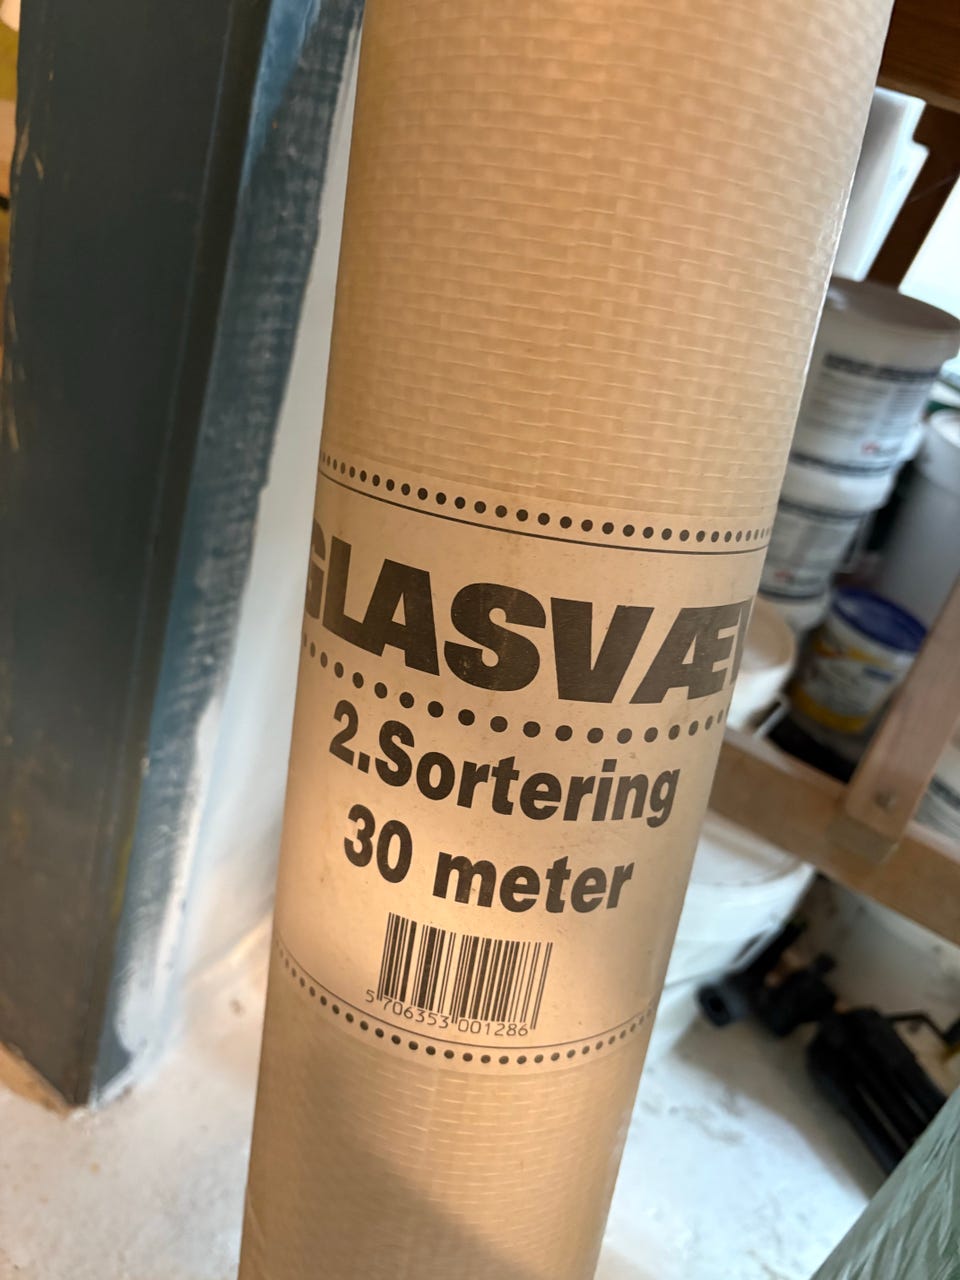 GLASVÆ
2.Sortering
30 meter
5 706353 001286